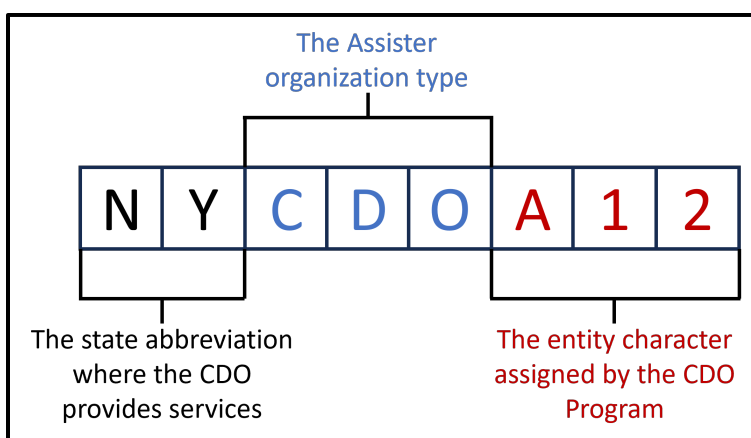 The Assister
organization type
N Y C D O A 1 2
The state abbreviation
where the CDO
provides services
The entity character
assigned by the CDO
Program